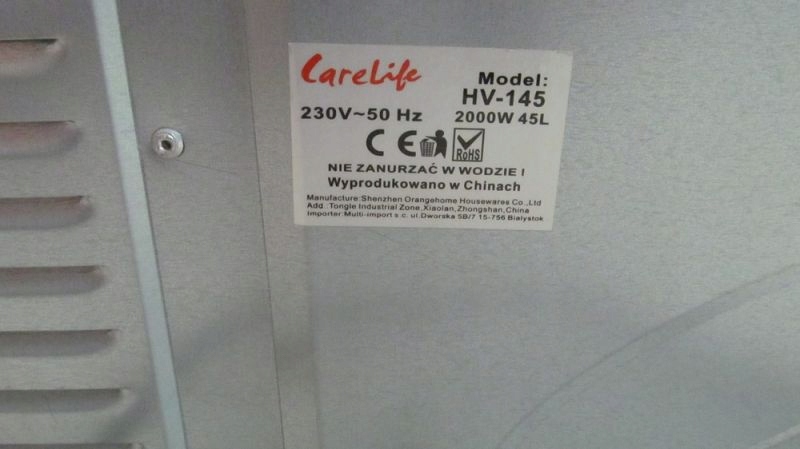 CareLife
Model:
HV-145
230V~50 Hz
2000W 45L
CE
RoHS
NIE ZANURZAĆ W WODZIE !
Wyprodukowano w Chinach
Manufacture:Shenzhen Orangehome Housewares Co.,Ltd
Add.:Tongle Industrial Zone,Xiaolan,Zhongshan,China
Importer:Multi-import s.c. ul.Dworska 5B/7 15-756 Białystok